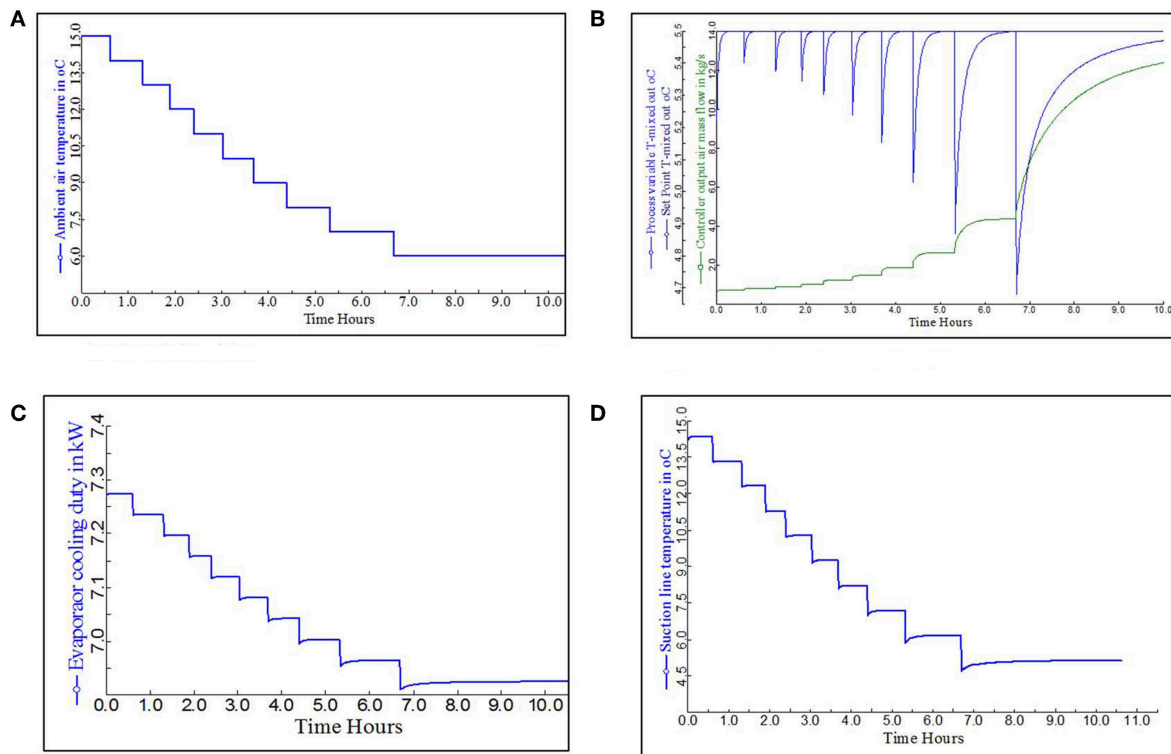 A
Ambient air temperature in oC
15.0
13.5
12.0
10.5
9.0
7.5
6.0
0.0 1.0 2.0 3.0 4.0 5.0 6.0 7.0 8.0 9.0 10.0
Time Hours
B
Process variable T-mixed out oC
Set Point T-mixed out oC
Controller output air mass flow in kg/s
5.5
5.4
5.3
5.2
5.1
5.0
4.9
4.8
4.7
14.0
12.0
10.0
8.0
6.0
4.0
2.0
0.0 1.0 2.0 3.0 4.0 5.0 6.0 7.0 8.0 9.0 10.0
Time Hours
C
Evaporaor cooling duty in kW
7.4
7.3
7.2
7.1
7.0
0.0 1.0 2.0 3.0 4.0 5.0 6.0 7.0 8.0 9.0 10.0
Time Hours
D
Suction line temperature in oC
15.0
13.5
12.0
10.5
9.0
7.5
6.0
4.5
0.0 1.0 2.0 3.0 4.0 5.0 6.0 7.0 8.0 9.0 10.0 11.0
Time Hours